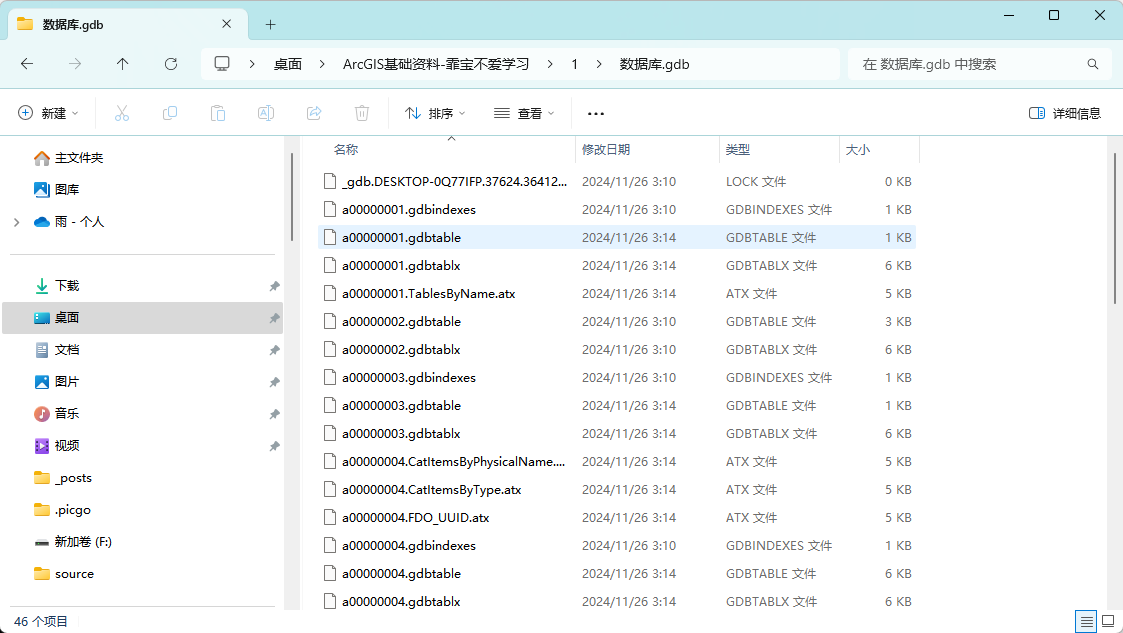 数据库.gdb
桌面 ArcGIS基础资料-霏宝不爱学习 1 数据库.gdb 在 数据库.gdb 中搜索
新建 排序 查看 详细信息
主文件夹
图库
雨 - 个人
下载
桌面
文档
图片
音乐
视频
_posts
.picgo
新加卷 (F:)
source
名称 修改日期 类型 大小
_gdb.DESKTOP-0Q77IFP.37624.36412... 2024/11/26 3:10 LOCK 文件 0 KB
a00000001.gdbindexes 2024/11/26 3:10 GDBINDEXES 文件 1 KB
a00000001.gdbtable 2024/11/26 3:14 GDBTABLE 文件 1 KB
a00000001.gdbtablx 2024/11/26 3:14 GDBTABLX 文件 6 KB
a00000001.TablesByName.atx 2024/11/26 3:14 ATX 文件 5 KB
a00000002.gdbtable 2024/11/26 3:10 GDBTABLE 文件 3 KB
a00000002.gdbtablx 2024/11/26 3:10 GDBTABLX 文件 6 KB
a00000003.gdbindexes 2024/11/26 3:10 GDBINDEXES 文件 1 KB
a00000003.gdbtable 2024/11/26 3:14 GDBTABLE 文件 1 KB
a00000003.gdbtablx 2024/11/26 3:14 GDBTABLX 文件 6 KB
a00000004.CatItemsByPhysicalName.... 2024/11/26 3:14 ATX 文件 5 KB
a00000004.CatItemsByType.atx 2024/11/26 3:14 ATX 文件 5 KB
a00000004.FDO_UUID.atx 2024/11/26 3:14 ATX 文件 5 KB
a00000004.gdbindexes 2024/11/26 3:10 GDBINDEXES 文件 1 KB
a00000004.gdbtable 2024/11/26 3:14 GDBTABLE 文件 6 KB
a00000004.gdbtablx 2024/11/26 3:14 GDBTABLX 文件 6 KB
46 个项目